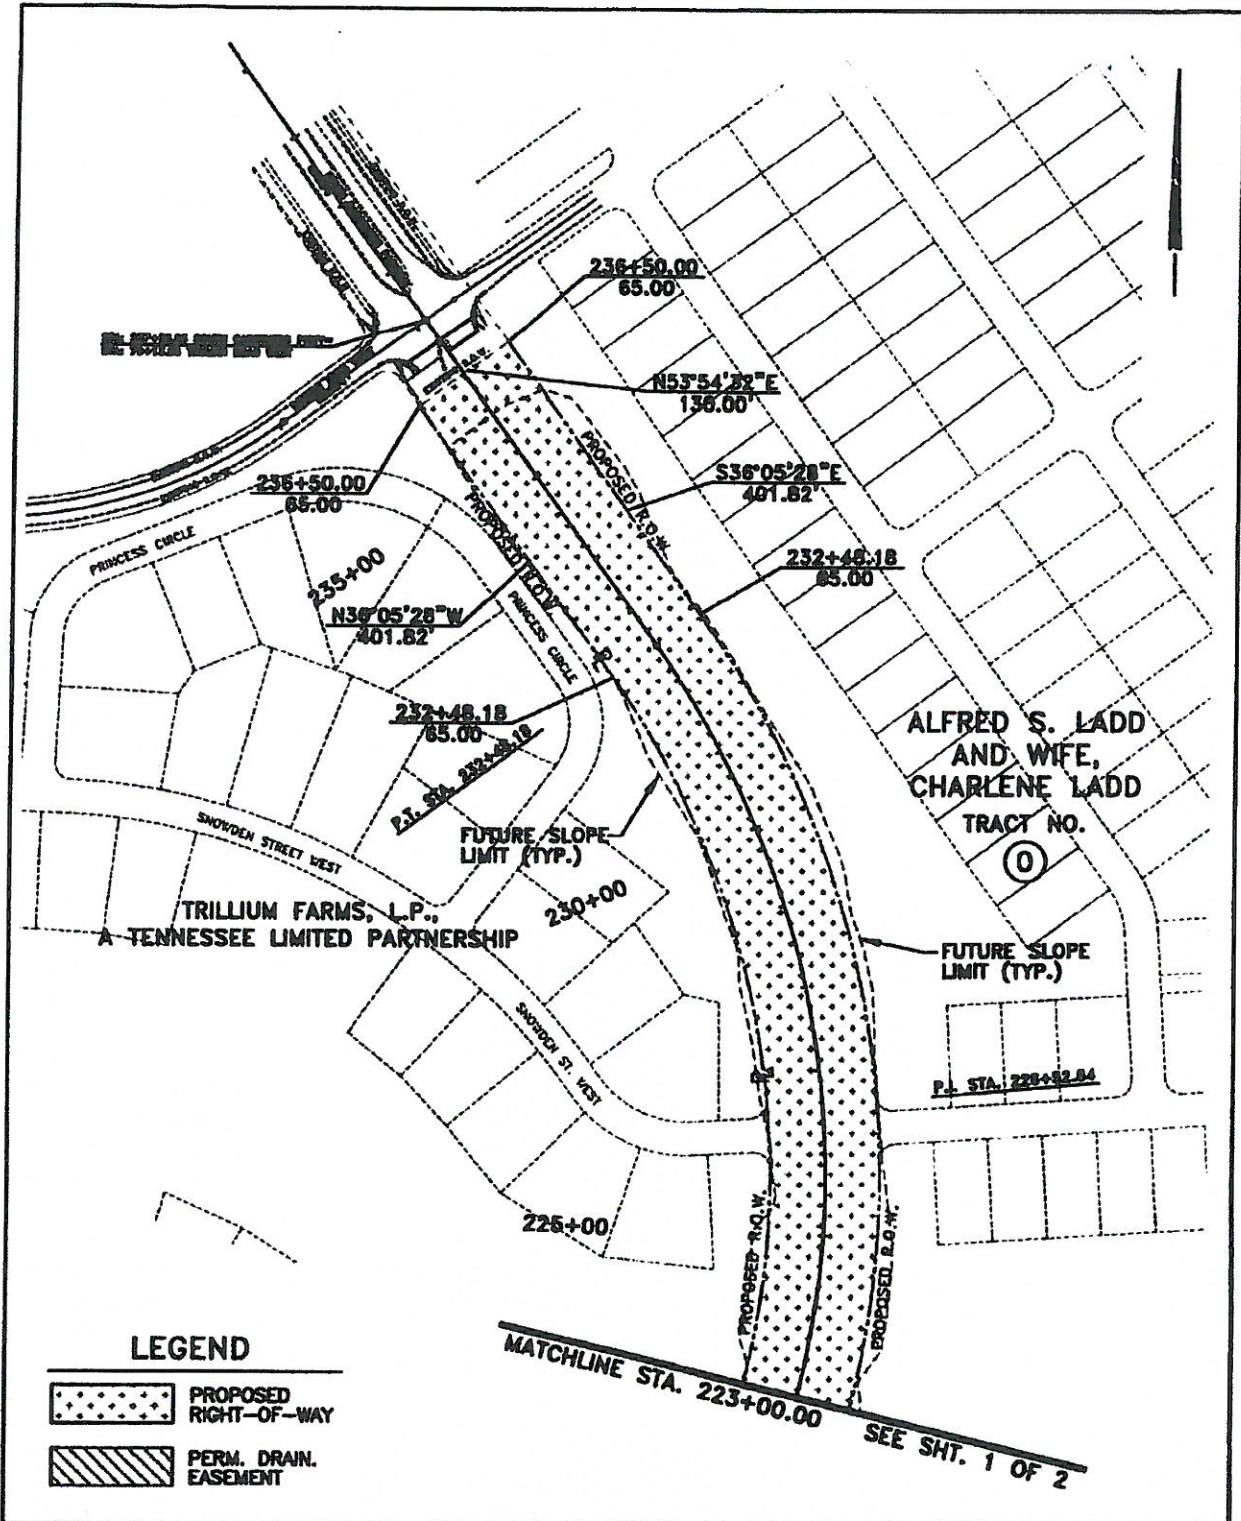 236+50.00
65.00
N53°54'32"E
130.00'
PROPOSED R.O.W.
S36°05'28"E
401.82'
236+50.00
65.00
PRINCESS CIRCLE
235+00
PROPOSED R.O.W.
232+48.18
65.00
N36°05'28"W
401.82'
PRINCESS CIRCLE
232+48.18
65.00
P.T. STA. 232+48.18
ALFRED S. LADD
AND WIFE,
CHARLENE LADD
TRACT NO.
0
SNOWDEN STREET WEST
FUTURE SLOPE
LIMIT (TYP.)
230+00
TRILLIUM FARMS, L.P.,
A TENNESSEE LIMITED PARTNERSHIP
FUTURE SLOPE
LIMIT (TYP.)
SNOWDEN ST. WEST
P.I. STA.
225+00
PROPOSED R.O.W.
PROPOSED R.O.W.
MATCHLINE STA. 223+00.00 SEE SHT. 1 OF 2
LEGEND
PROPOSED
RIGHT-OF-WAY
PERM. DRAIN.
EASEMENT